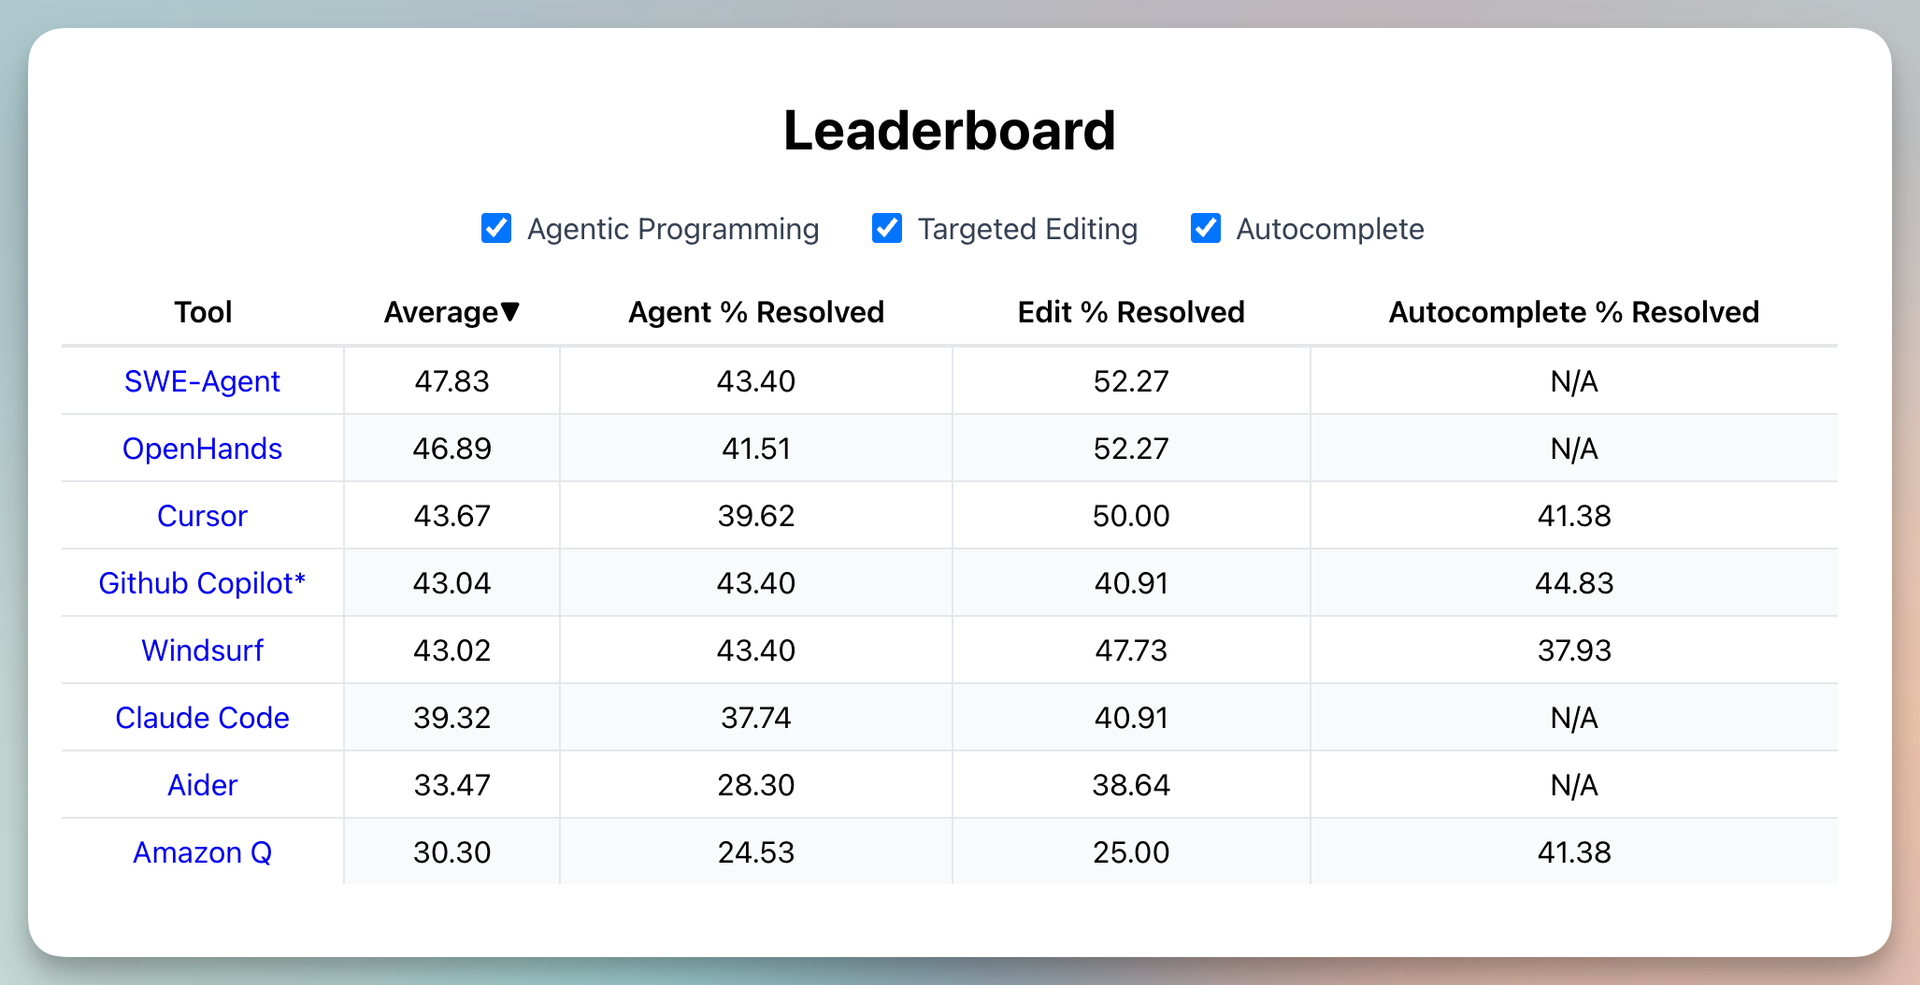 Leaderboard
Agentic Programming Targeted Editing Autocomplete
Tool Average▼ Agent % Resolved Edit % Resolved Autocomplete % Resolved
SWE-Agent 47.83 43.40 52.27 N/A
OpenHands 46.89 41.51 52.27 N/A
Cursor 43.67 39.62 50.00 41.38
Github Copilot* 43.04 43.40 40.91 44.83
Windsurf 43.02 43.40 47.73 37.93
Claude Code 39.32 37.74 40.91 N/A
Aider 33.47 28.30 38.64 N/A
Amazon Q 30.30 24.53 25.00 41.38